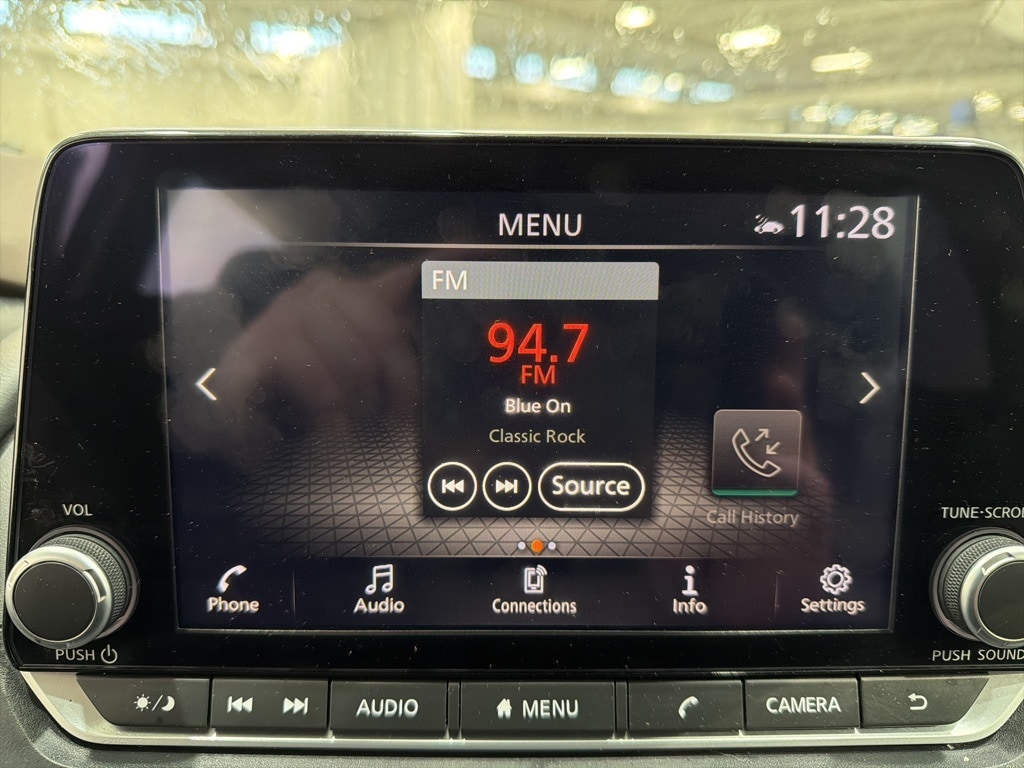 MENU
11:28
FM
94.7
FM
Blue On
Classic Rock
Source
Call History
VOL
TUNE-SCROL
Phone
Audio
Connections
Info
Settings
PUSH
PUSH SOUND
AUDIO
MENU
CAMERA